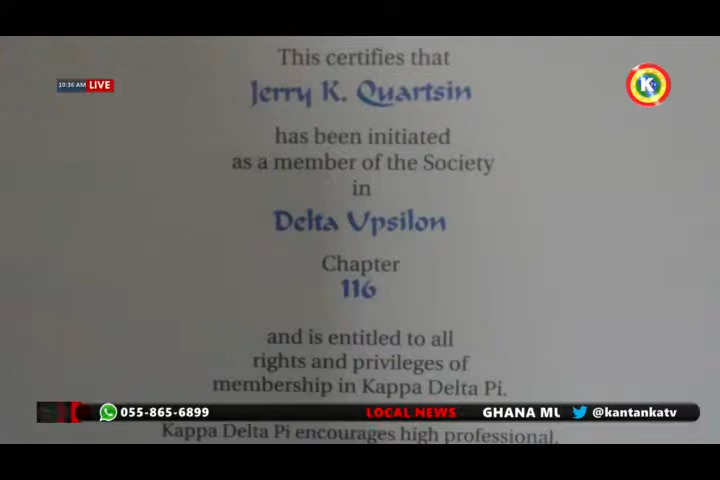 This certifies that
10:36 AM LIVE
Jerry K. Quartsin
K
has been initiated
as a member of the Society
in
Delta Upsilon
Chapter
116
and is entitled to all
rights and privileges of
membership in Kappa Delta Pi.
055-865-6899 LOCAL NEWS GHANA MU @kantankatv
Kappa Delta Pi encourages high professional,